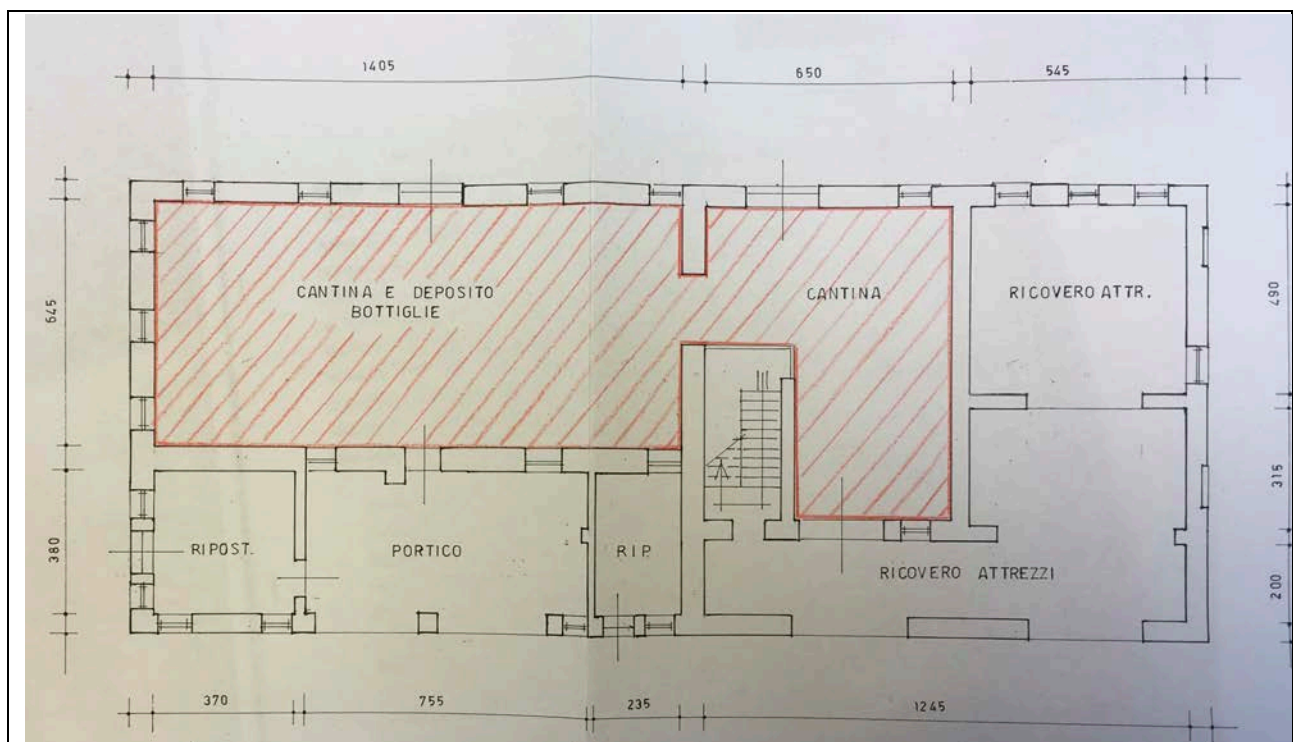 1405
650
545
645
CANTINA E DEPOSITO
BOTTIGLIE
CANTINA
RICOVERO ATTR.
490
315
380
RIPOST.
PORTICO
RIP.
RICOVERO ATTREZZI
200
370
755
235
1245